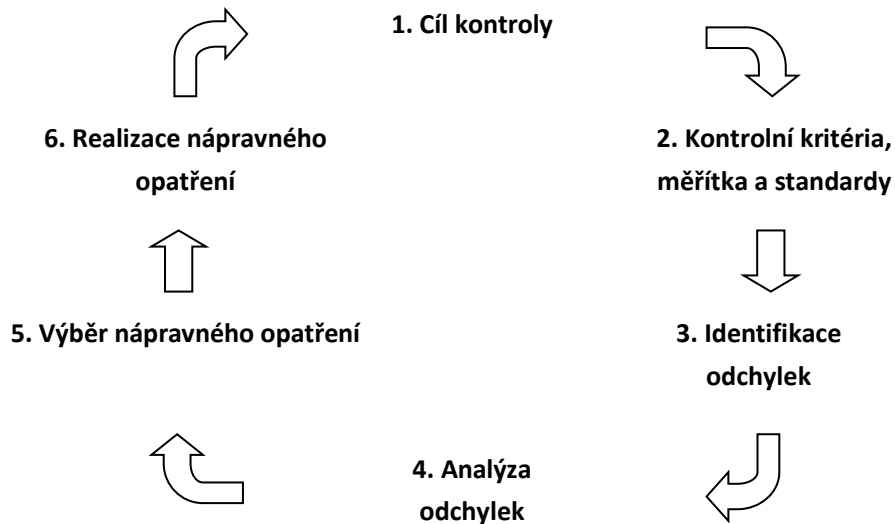 1. Cíl kontroly
2. Kontrolní kritéria,
měřítka a standardy
3. Identifikace
odchylek
4. Analýza
odchylek
5. Výběr nápravného opatření
6. Realizace nápravného
opatření